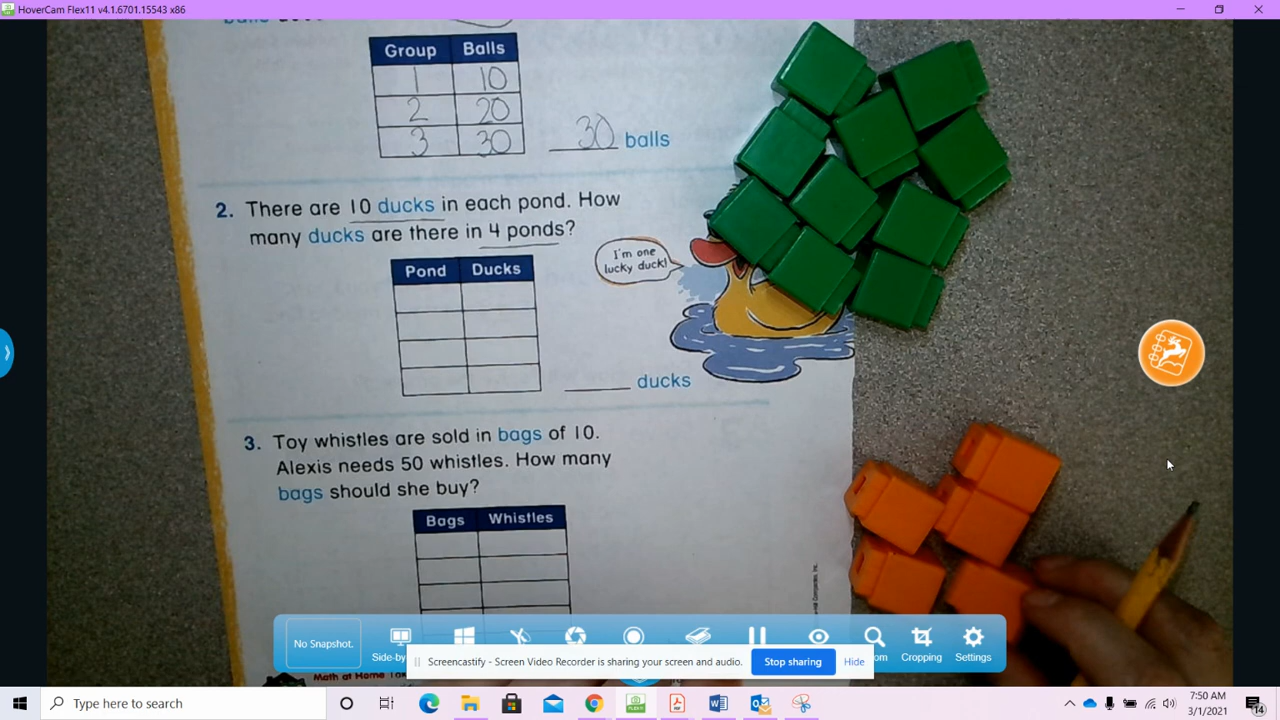 HoverCam Flex11 v4.1.6701.15543 x86
Group Balls
1 10
2 20
3 30
30 balls
2. There are 10 ducks in each pond. How
many ducks are there in 4 ponds?
I'm one
lucky duck!
Pond Ducks
____ ducks
3. Toy whistles are sold in bags of 10.
Alexis needs 50 whistles. How many
bags should she buy?
Bags Whistles
No Snapshot.
Side-by
Cropping
Settings
Screencastify - Screen Video Recorder is sharing your screen and audio.
Stop sharing
Hide
Math at Home
Type here to search
7:50 AM
3/1/2021